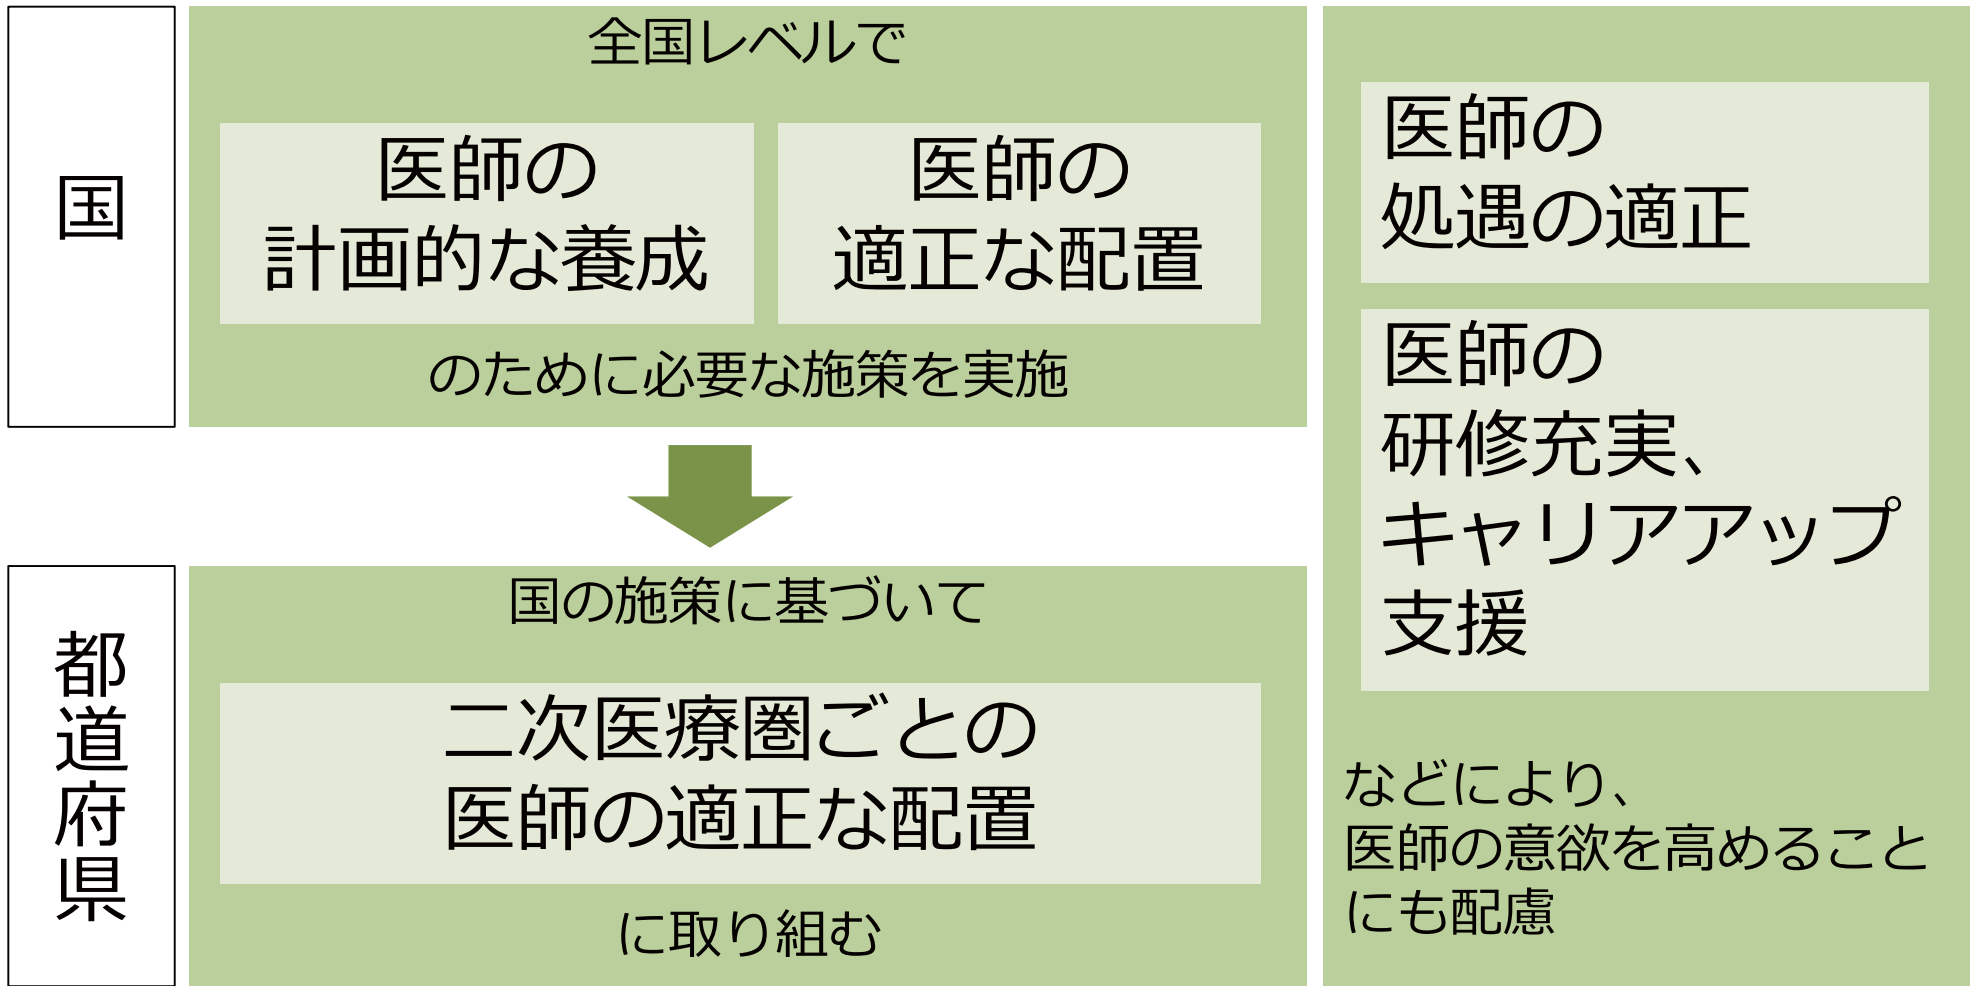 国
全国レベルで
医師の
計画的な養成
医師の
適正な配置
のために必要な施策を実施
都道府県
国の施策に基づいて
二次医療圏ごとの
医師の適正な配置
に取り組む
医師の
処遇の適正
医師の
研修充実、
キャリアアップ
支援
などにより、
医師の意欲を高めること
にも配慮